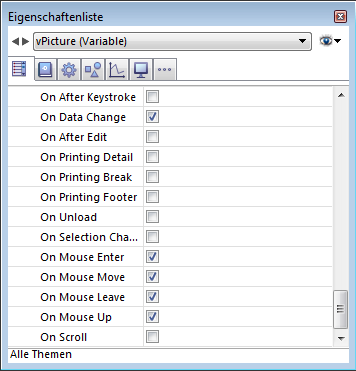 Eigenschaftenliste
vPicture (Variable)
On After Keystroke
On Data Change
On After Edit
On Printing Detail
On Printing Break
On Printing Footer
On Unload
On Selection Cha...
On Mouse Enter
On Mouse Move
On Mouse Leave
On Mouse Up
On Scroll
Alle Themen